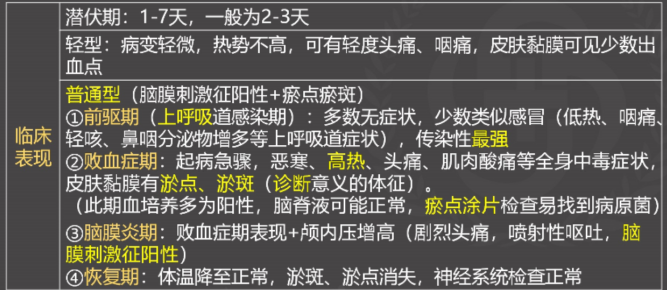 潜伏期：1-7天，一般为2-3天
轻型：病变轻微，热势不高，可有轻度头痛、咽痛，皮肤黏膜可见少数出
血点
临床
表现
普通型（脑膜刺激征阳性+瘀点瘀斑）
①前驱期（上呼吸道感染期）：多数无症状，少数类似感冒（低热、咽痛、
轻咳、鼻咽分泌物增多等上呼吸道症状），传染性最强
②败血症期：起病急骤，恶寒、高热、头痛、肌肉酸痛等全身中毒症状，
皮肤黏膜有淤点、淤斑（诊断意义的体征）。
（此期血培养多为阳性，脑脊液可能正常，瘀点涂片检查易找到病原菌）
③脑膜炎期：败血症期表现+颅内压增高（剧烈头痛，喷射性呕吐，脑
膜刺激征阳性）
④恢复期：体温降至正常，淤斑、淤点消失，神经系统检查正常